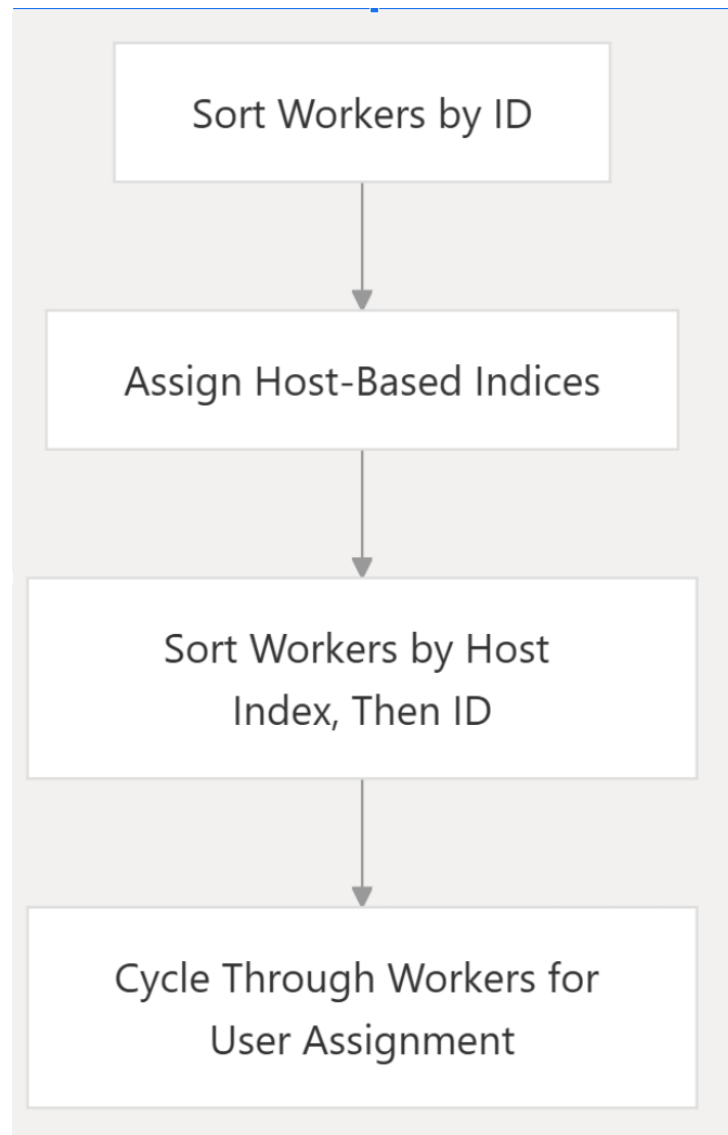 Sort Workers by ID
Assign Host-Based Indices
Sort Workers by Host
Index, Then ID
Cycle Through Workers for
User Assignment